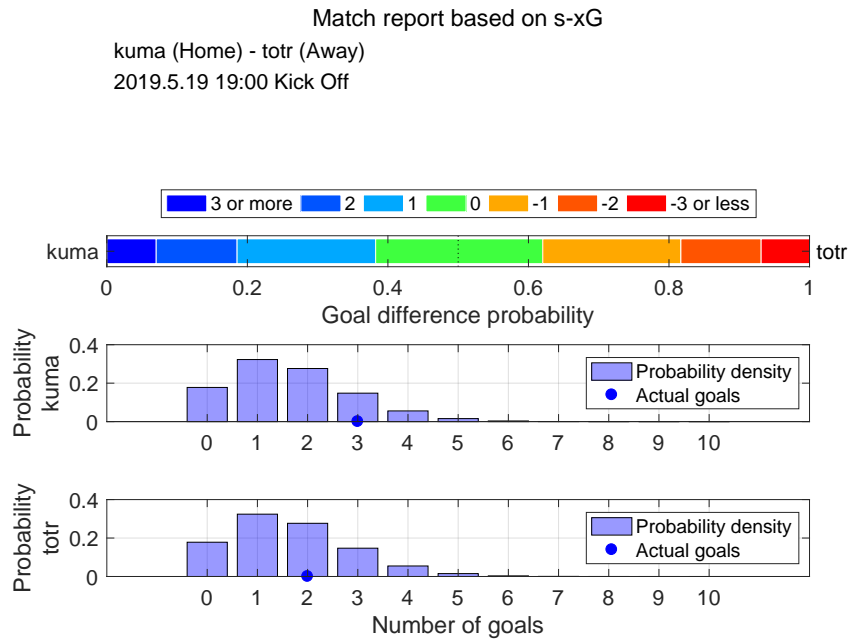 Match report based on s-xG
kuma (Home) - totr (Away)
2019.5.19 19:00 Kick Off
3 or more 2 1 0 -1 -2 -3 or less
kuma totr
0 0.2 0.4 0.6 0.8 1
Goal difference probability
Probability
kuma
0.4
0.2
0
Probability density
Actual goals
0 1 2 3 4 5 6 7 8 9 10
Probability
totr
0.4
0.2
0
Probability density
Actual goals
0 1 2 3 4 5 6 7 8 9 10
Number of goals